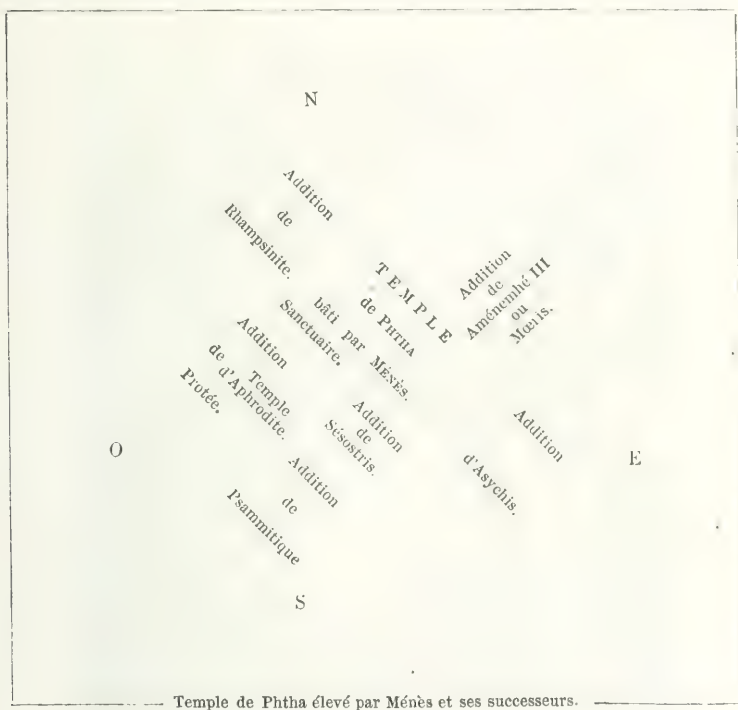 N
Addition
de
Rhampsinite.
TEMPLE
de PHTHA
bâti par MÉNÈS.
Sanctuaire.
Addition
de
Aménemhé III
ou
Mœris.
Addition
de
Protée.
Temple
d'Aphrodite.
Addition
de
Sésostris.
Addition
d'Asychis.
O
E
Addition
de
Psammitique
S
Temple de Phtha élevé par Ménès et ses successeurs.